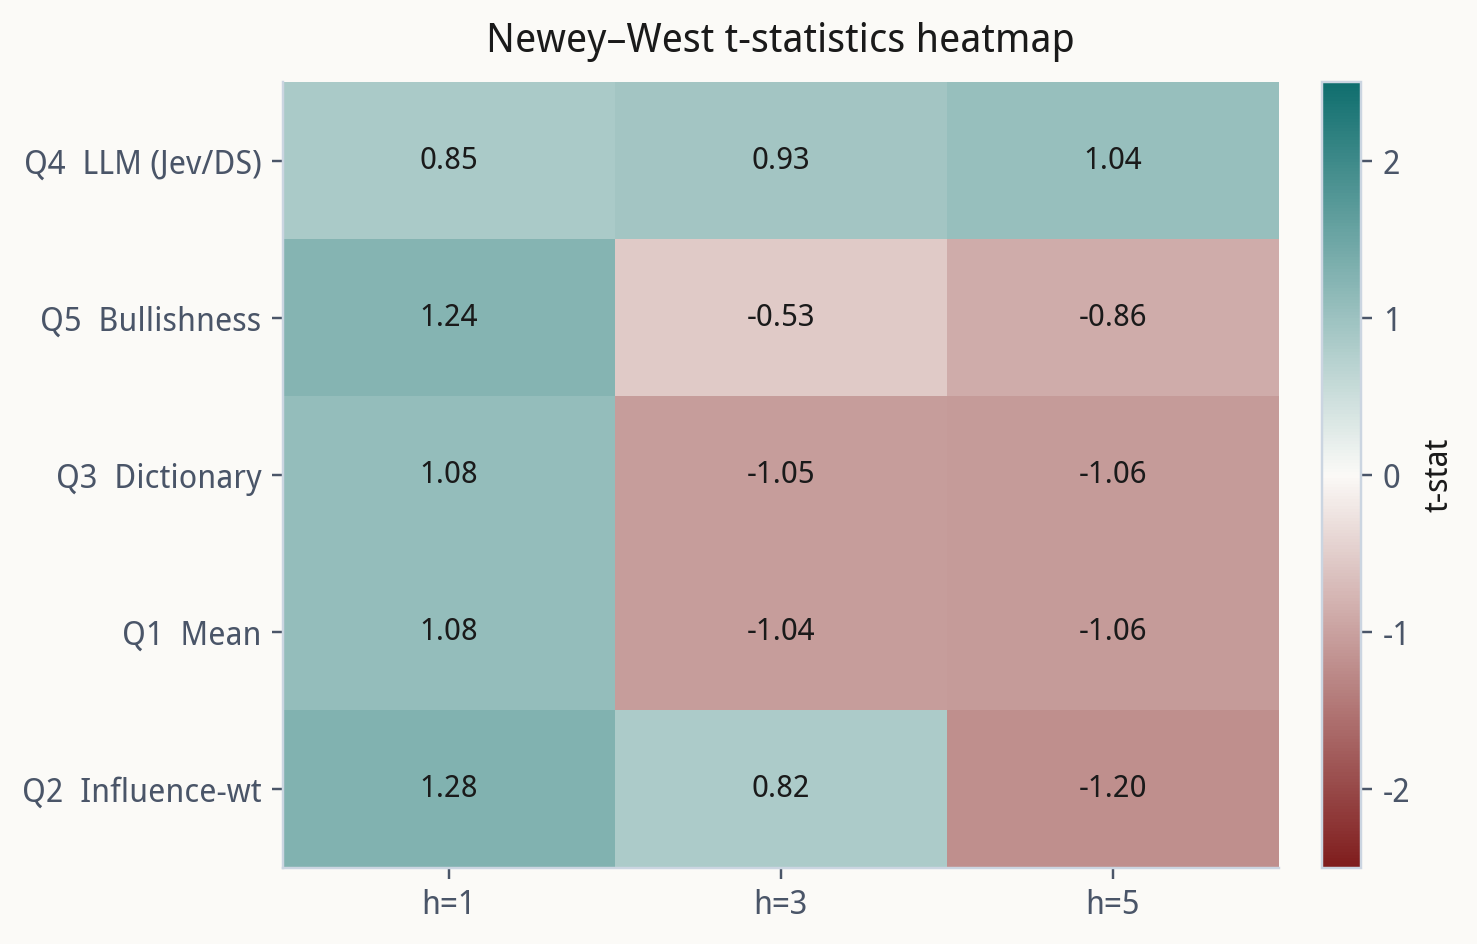 Newey–West t-statistics heatmap
Q4 LLM (Jev/DS) 0.85 0.93 1.04
Q5 Bullishness 1.24 -0.53 -0.86
Q3 Dictionary 1.08 -1.05 -1.06
Q1 Mean 1.08 -1.04 -1.06
Q2 Influence-wt 1.28 0.82 -1.20
h=1 h=3 h=5
2
1
0
-1
-2
t-stat